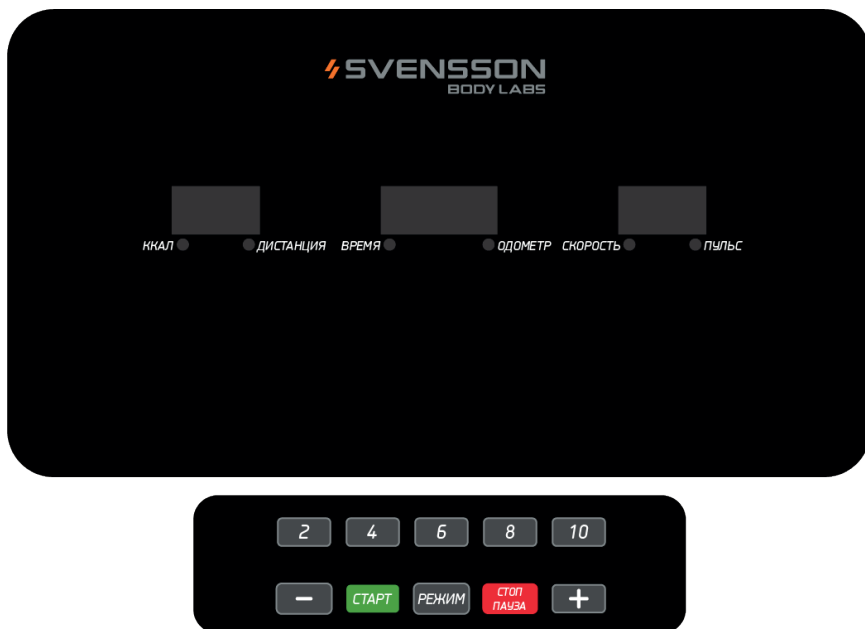 SVENSSON
BODY LABS
ККАЛ ДИСТАНЦИЯ ВРЕМЯ ОДОМЕТР СКОРОСТЬ ПУЛЬС
2 4 6 8 10
− СТАРТ РЕЖИМ СТОП ПАУЗА +